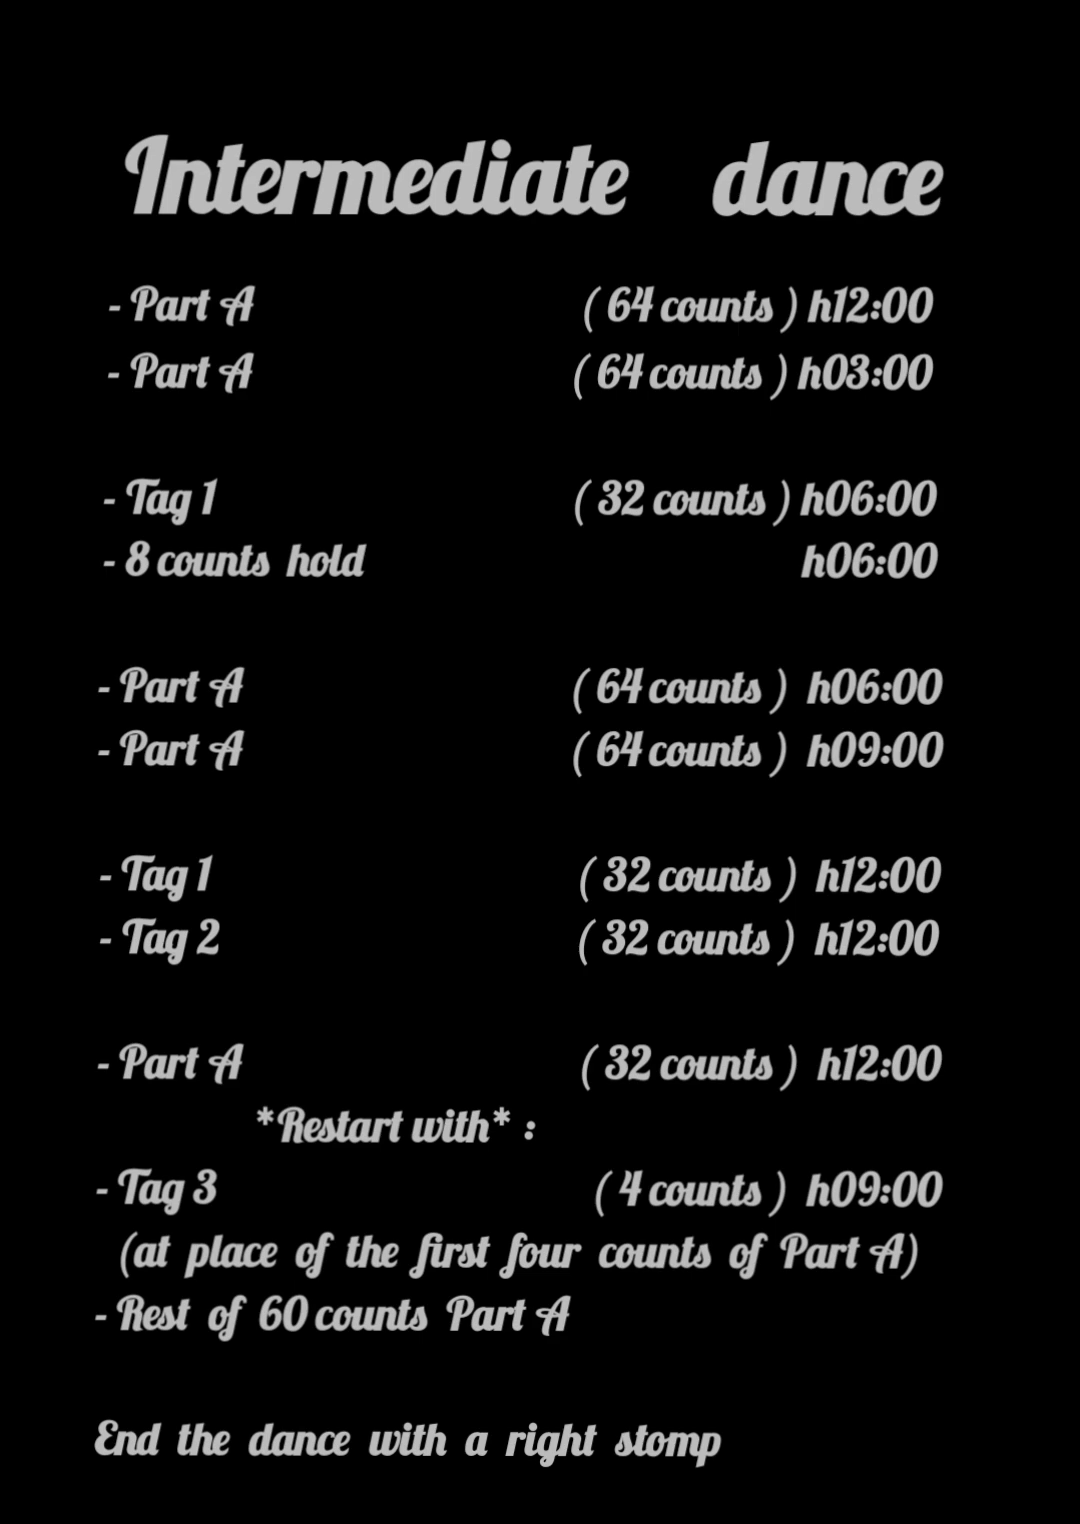 Intermediate dance
- Part A ( 64 counts ) h12:00
- Part A ( 64 counts ) h03:00
- Tag 1 ( 32 counts ) h06:00
- 8 counts hold h06:00
- Part A ( 64 counts ) h06:00
- Part A ( 64 counts ) h09:00
- Tag 1 ( 32 counts ) h12:00
- Tag 2 ( 32 counts ) h12:00
- Part A ( 32 counts ) h12:00
*Restart with* :
- Tag 3 ( 4 counts ) h09:00
(at place of the first four counts of Part A)
- Rest of 60 counts Part A
End the dance with a right stomp